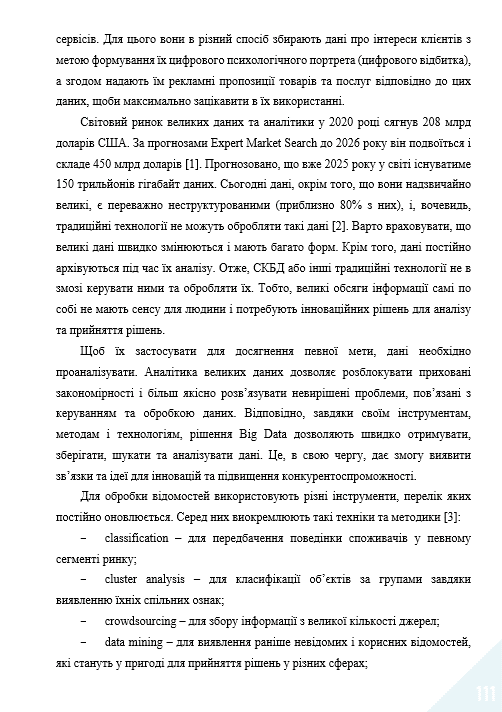 сервісів. Для цього вони в різний спосіб збирають дані про інтереси клієнтів з
метою формування їх цифрового психологічного портрета (цифрового відбитка),
а згодом надають їм рекламні пропозиції товарів та послуг відповідно до цих
даних, щоби максимально зацікавити в їх використанні.
Світовий ринок великих даних та аналітики у 2020 році сягнув 208 млрд
доларів США. За прогнозами Expert Market Search до 2026 року він подвоїться і
складе 450 млрд доларів [1]. Прогнозовано, що вже 2025 року у світі існуватиме
150 трильйонів гігабайт даних. Сьогодні дані, окрім того, що вони надзвичайно
великі, є переважно неструктурованими (приблизно 80% з них), і, вочевидь,
традиційні технології не можуть обробляти такі дані [2]. Варто враховувати, що
великі дані швидко змінюються і мають багато форм. Крім того, дані постійно
архівуються під час їх аналізу. Отже, СКБД або інші традиційні технології не в
змозі керувати ними та обробляти їх. Тобто, великі обсяги інформації самі по
собі не мають сенсу для людини і потребують інноваційних рішень для аналізу
та прийняття рішень.
Щоб їх застосувати для досягнення певної мети, дані необхідно
проаналізувати. Аналітика великих даних дозволяє розблокувати приховані
закономірності і більш якісно розв’язувати невирішені проблеми, пов’язані з
керуванням та обробкою даних. Відповідно, завдяки своїм інструментам,
методам і технологіям, рішення Big Data дозволяють швидко отримувати,
зберігати, шукати та аналізувати дані. Це, в свою чергу, дає змогу виявити
зв’язки та ідеї для інновацій та підвищення конкурентоспроможності.
Для обробки відомостей використовують різні інструменти, перелік яких
постійно оновлюється. Серед них виокремлюють такі техніки та методики [3]:
– classification – для передбачення поведінки споживачів у певному
сегменті ринку;
– cluster analysis – для класифікації об’єктів за групами завдяки
виявленню їхніх спільних ознак;
– crowdsourcing – для збору інформації з великої кількості джерел;
– data mining – для виявлення раніше невідомих і корисних відомостей,
які стануть у пригоді для прийняття рішень у різних сферах;
111